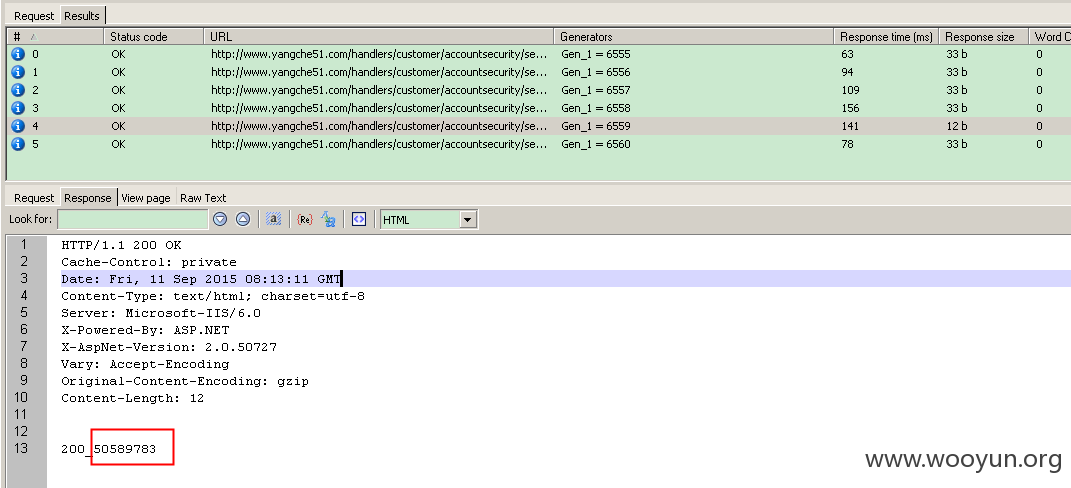 Request Results
# Status code URL Generators Response time (ms) Response size Word C
0 OK http://www.yangche51.com/handlers/customer/accountsecurity/se... Gen_1 = 6555 63 33 b 0
1 OK http://www.yangche51.com/handlers/customer/accountsecurity/se... Gen_1 = 6556 94 33 b 0
2 OK http://www.yangche51.com/handlers/customer/accountsecurity/se... Gen_1 = 6557 109 33 b 0
3 OK http://www.yangche51.com/handlers/customer/accountsecurity/se... Gen_1 = 6558 156 33 b 0
4 OK http://www.yangche51.com/handlers/customer/accountsecurity/se... Gen_1 = 6559 141 12 b 0
5 OK http://www.yangche51.com/handlers/customer/accountsecurity/se... Gen_1 = 6560 78 33 b 0
Request Response View page Raw Text
Look for: a {Re} HTML
1 HTTP/1.1 200 OK
2 Cache-Control: private
3 Date: Fri, 11 Sep 2015 08:13:11 GMT
4 Content-Type: text/html; charset=utf-8
5 Server: Microsoft-IIS/6.0
6 X-Powered-By: ASP.NET
7 X-AspNet-Version: 2.0.50727
8 Vary: Accept-Encoding
9 Original-Content-Encoding: gzip
10 Content-Length: 12
11
12
13 200_50589783
www.wooyun.org